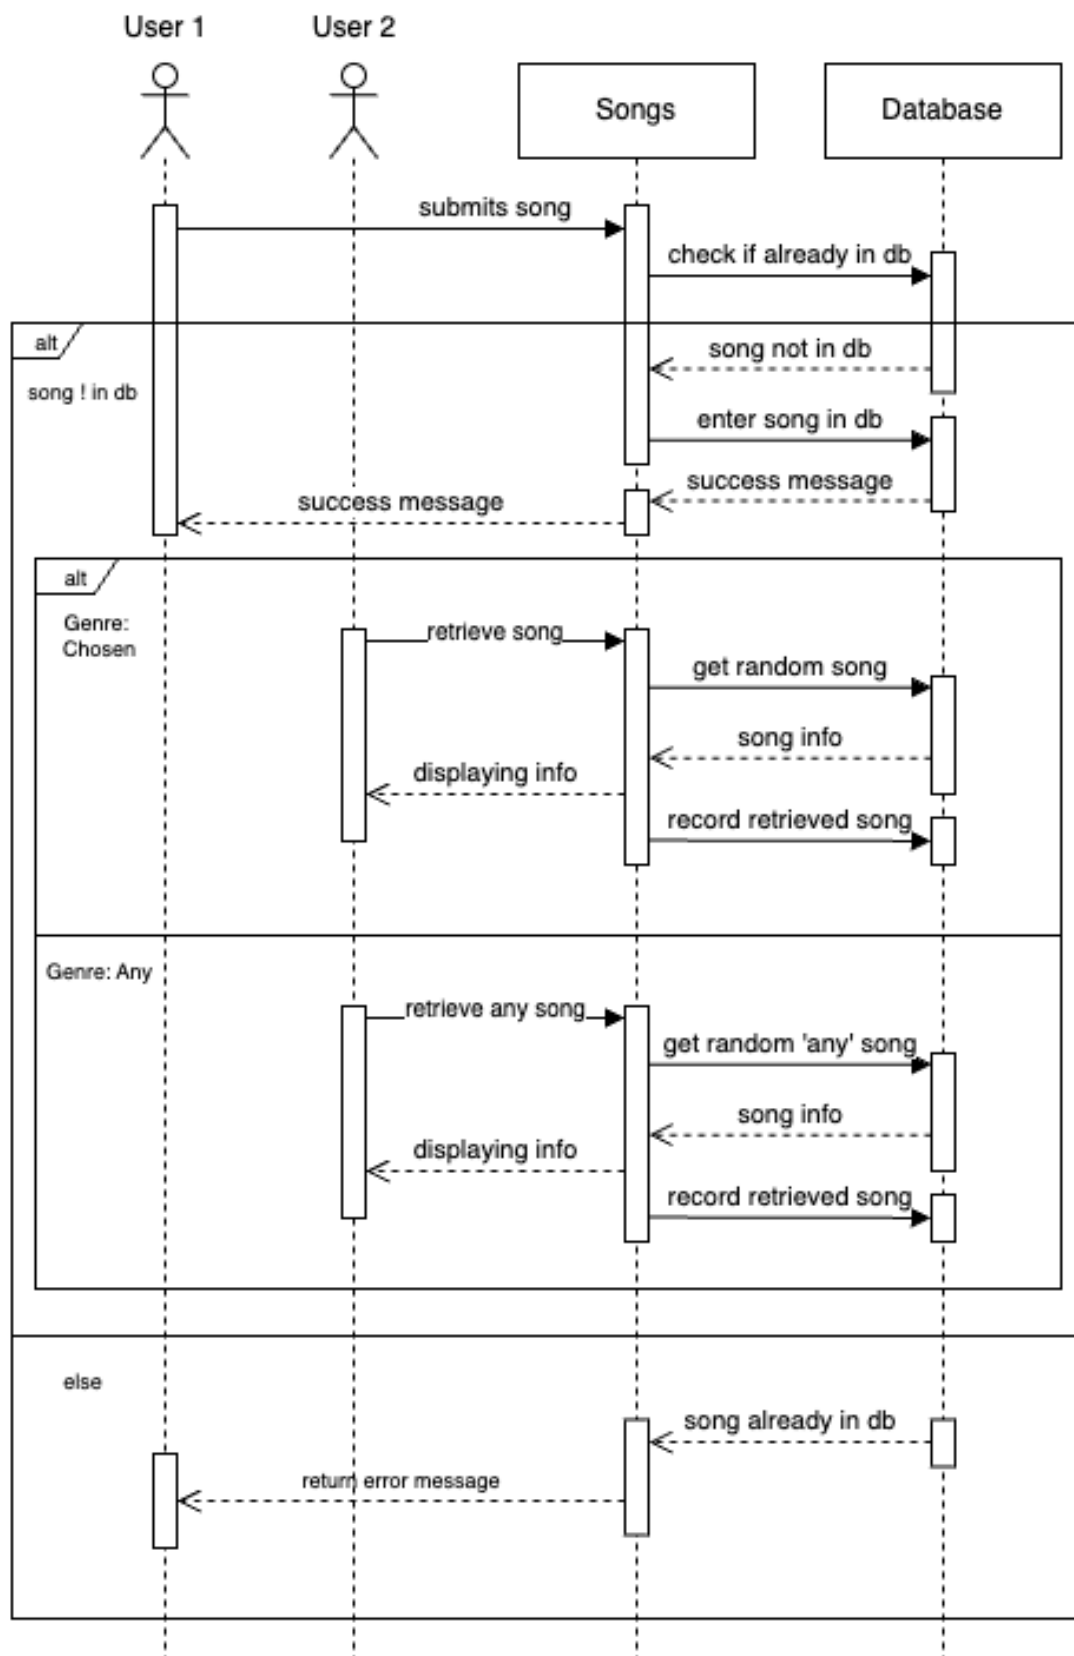 User 1
User 2
Songs
Database
submits song
check if already in db
alt
song not in db
song ! in db
enter song in db
success message
success message
alt
Genre:
Chosen
retrieve song
get random song
song info
displaying info
record retrieved song
Genre: Any
retrieve any song
get random 'any' song
song info
displaying info
record retrieved song
else
song already in db
return error message